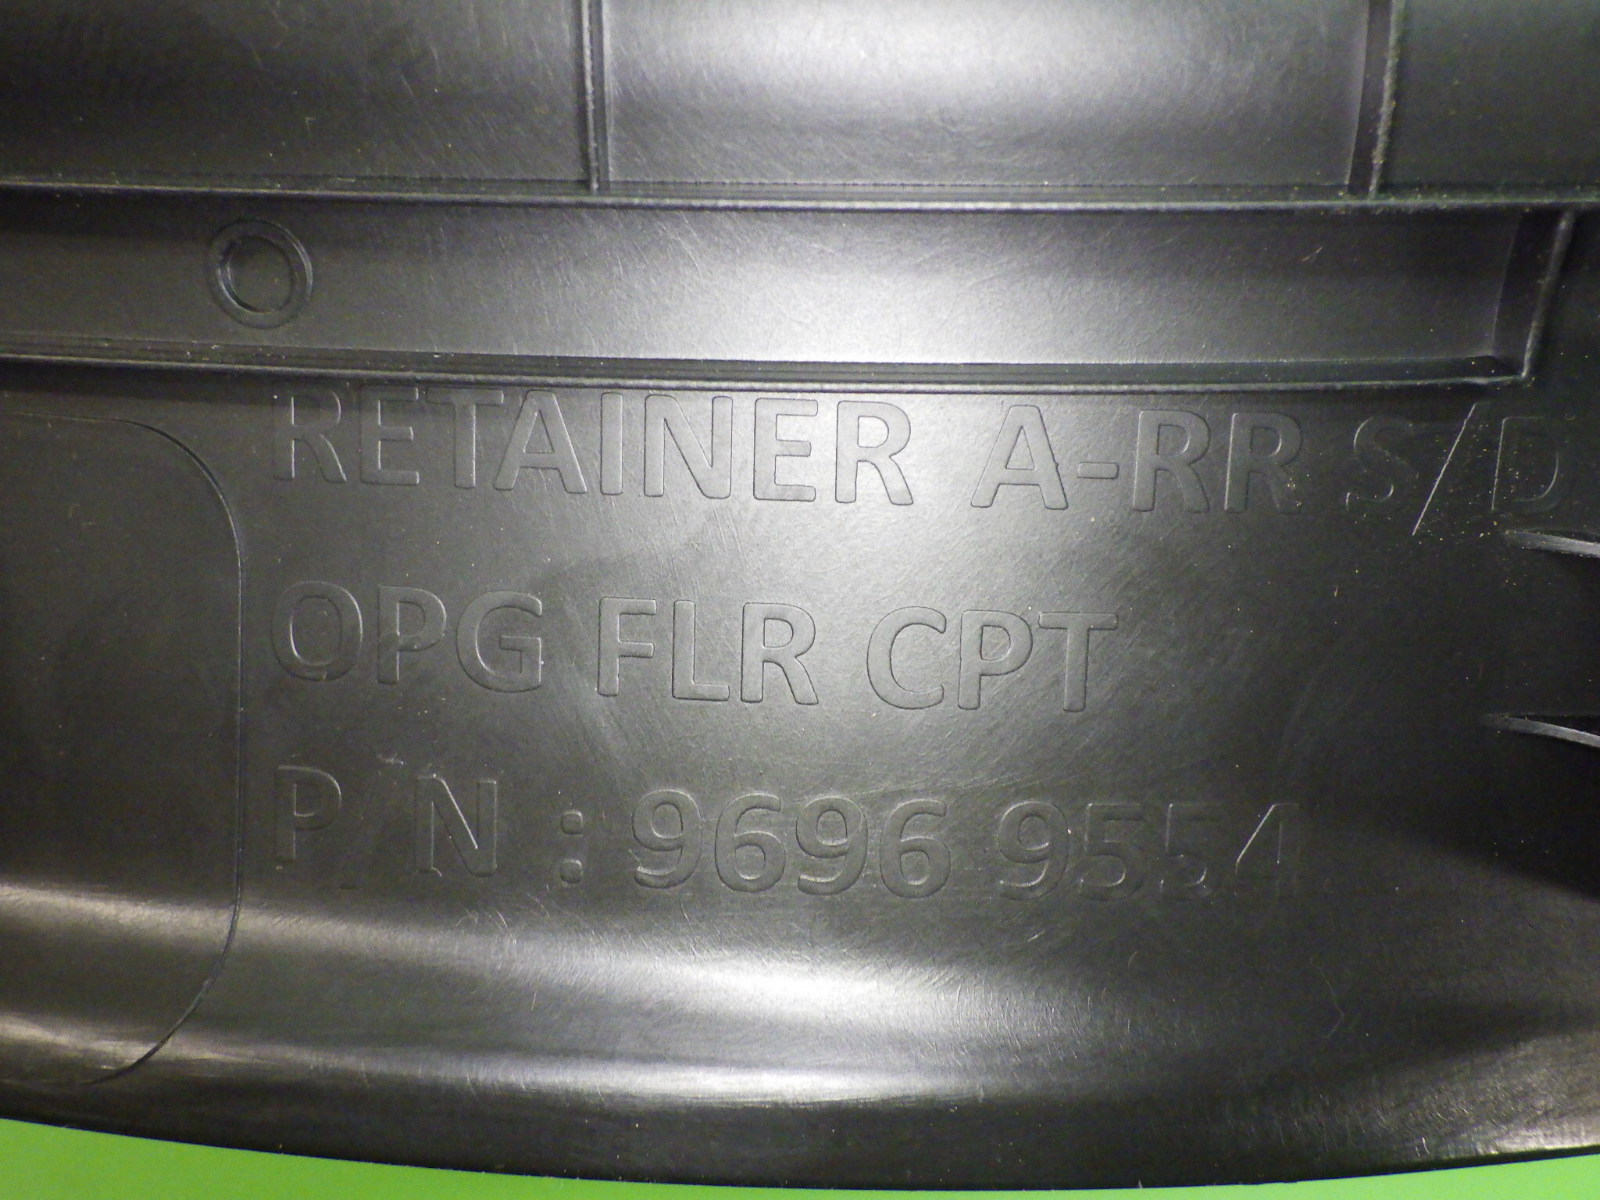 RETAINER A-RR S/D
OPG FLR CPT
P/N : 9696 9554